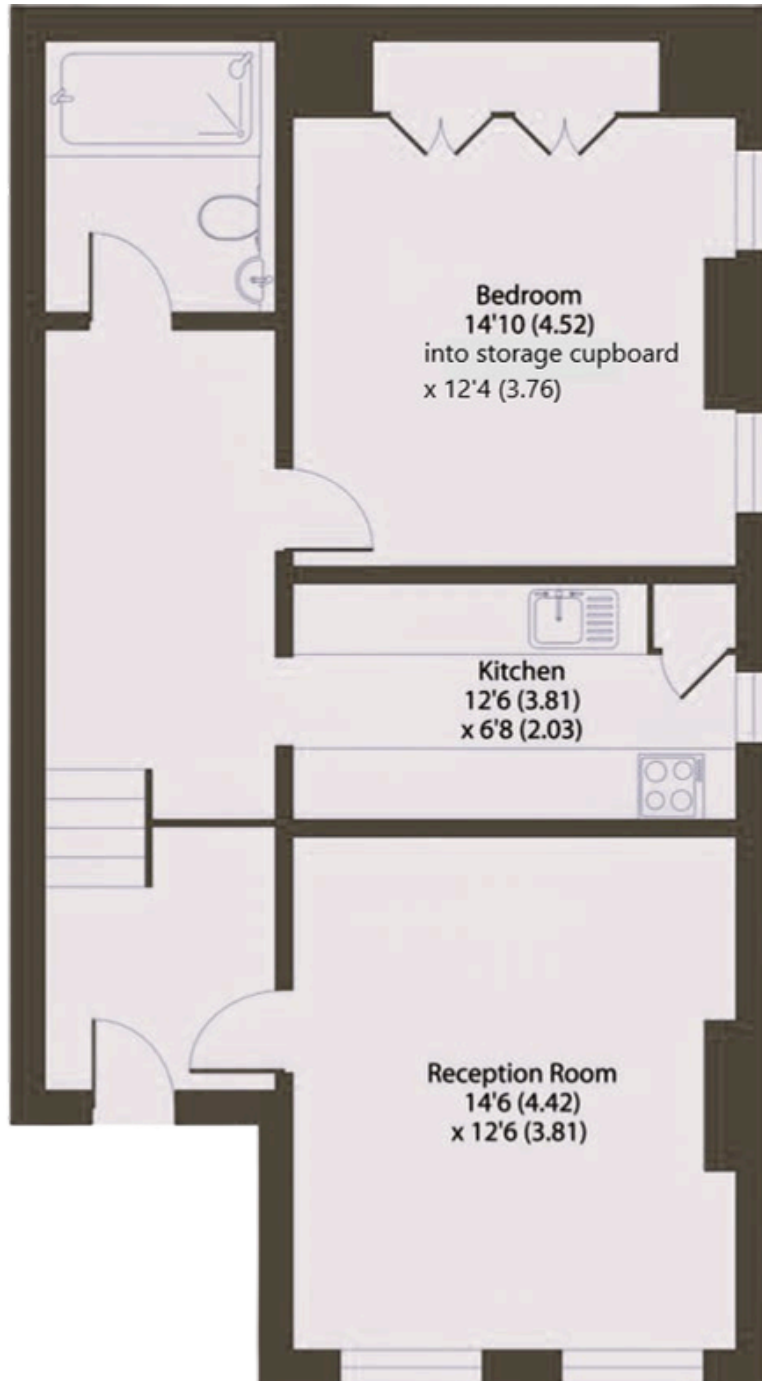 Bedroom
14'10 (4.52)
into storage cupboard
x 12'4 (3.76)
Kitchen
12'6 (3.81)
x 6'8 (2.03)
Reception Room
14'6 (4.42)
x 12'6 (3.81)